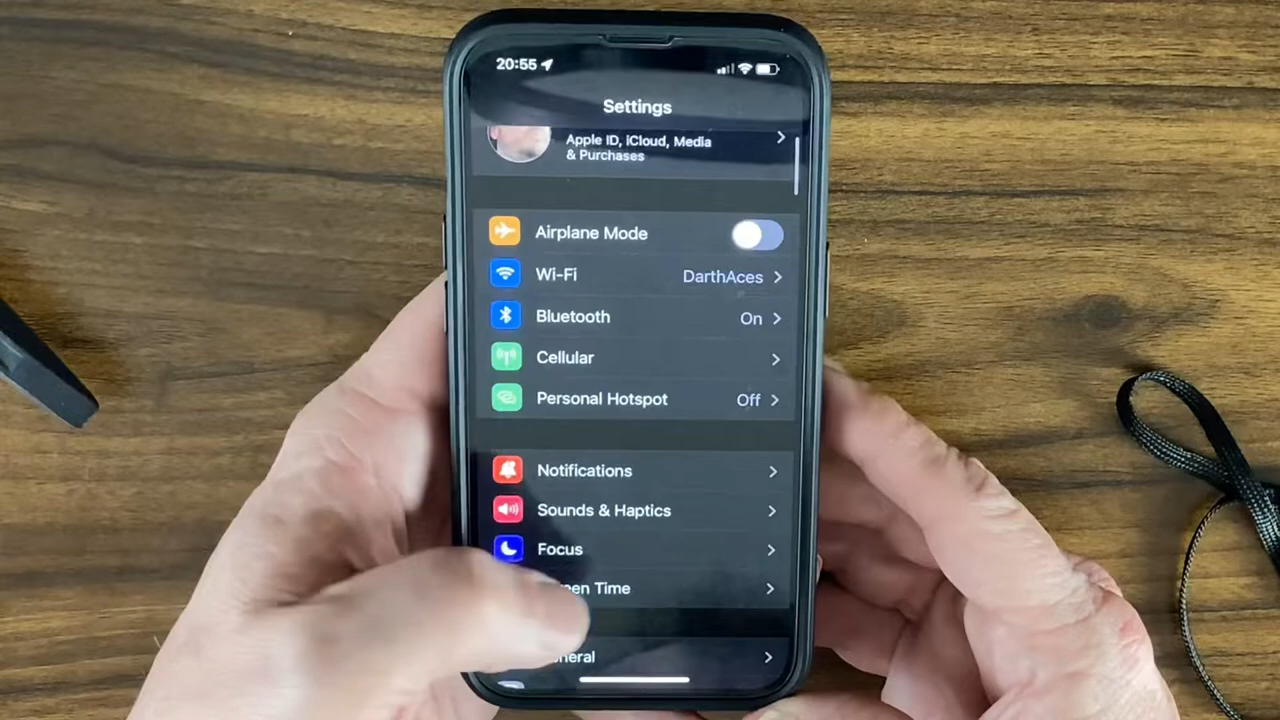 20:55
Settings
Apple ID, iCloud, Media
& Purchases
Airplane Mode
Wi-Fi DarthAces
Bluetooth On
Cellular
Personal Hotspot Off
Notifications
Sounds & Haptics
Focus
Time